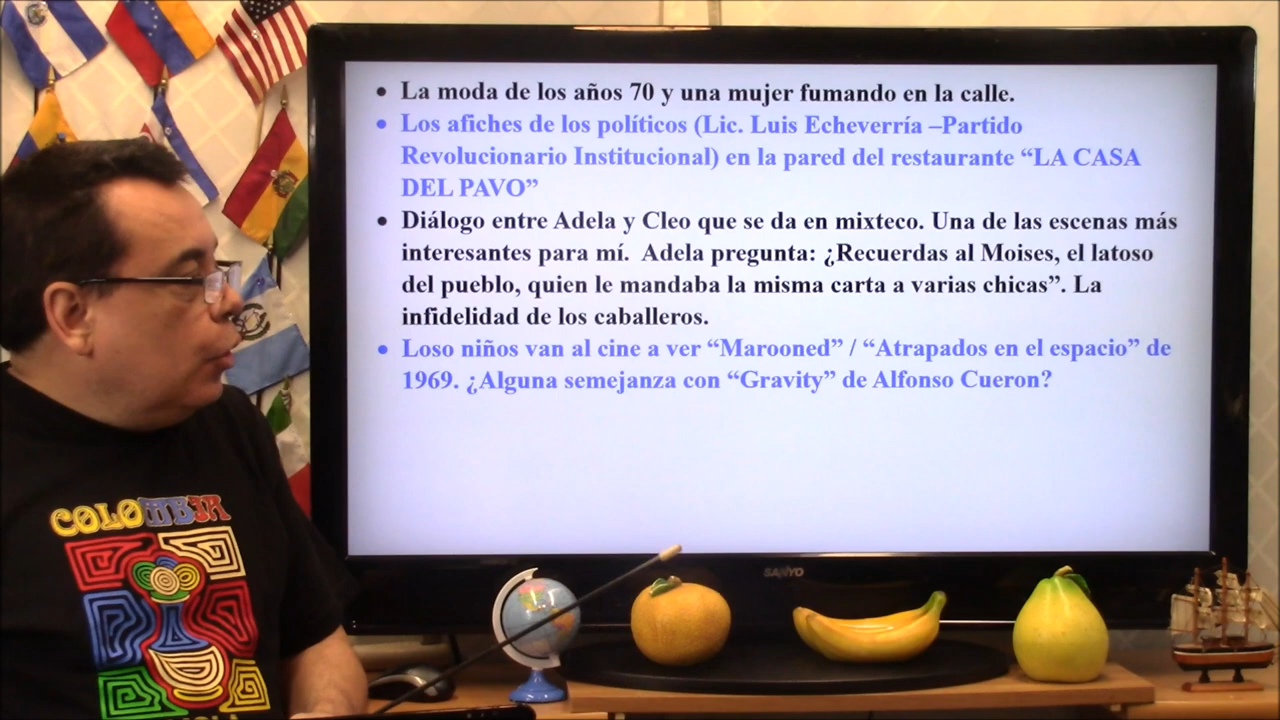 • La moda de los años 70 y una mujer fumando en la calle.
• Los afiches de los políticos (Lic. Luis Echeverría –Partido
Revolucionario Institucional) en la pared del restaurante “LA CASA
DEL PAVO”
• Diálogo entre Adela y Cleo que se da en mixteco. Una de las escenas más
interesantes para mí. Adela pregunta: ¿Recuerdas al Moises, el latoso
del pueblo, quien le mandaba la misma carta a varias chicas”. La
infidelidad de los caballeros.
• Loso niños van al cine a ver “Marooned” / “Atrapados en el espacio” de
1969. ¿Alguna semejanza con “Gravity” de Alfonso Cueron?
SANYO
COLOMBIA